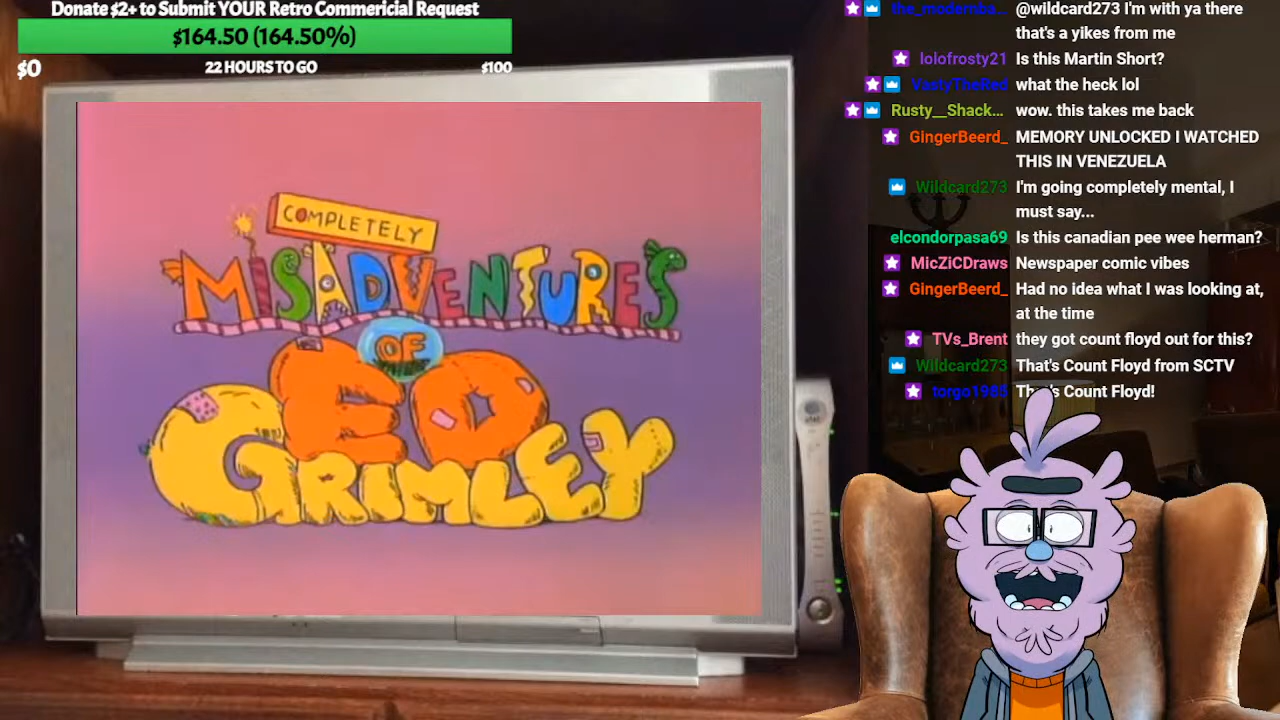 Donate $2+ to Submit YOUR Retro Commericial Request
$164.50 (164.50%)
$0
22 HOURS TO GO
$100
COMPLETELY
MISADVENTURES
OF
ED
GRIMLEY
the_modernba... @wildcard273 I'm with ya there
that's a yikes from me
lolofrosty21 Is this Martin Short?
VastyTheRed what the heck lol
Rusty__Shack... wow. this takes me back
GingerBeerd_ MEMORY UNLOCKED I WATCHED
THIS IN VENEZUELA
Wildcard273 I'm going completely mental, I
must say...
elcondorpasa69 Is this canadian pee wee herman?
MicZiCDraws Newspaper comic vibes
GingerBeerd_ Had no idea what I was looking at,
at the time
TVs_Brent they got count floyd out for this?
Wildcard273 That's Count Floyd from SCTV
torgo1985 That's Count Floyd!